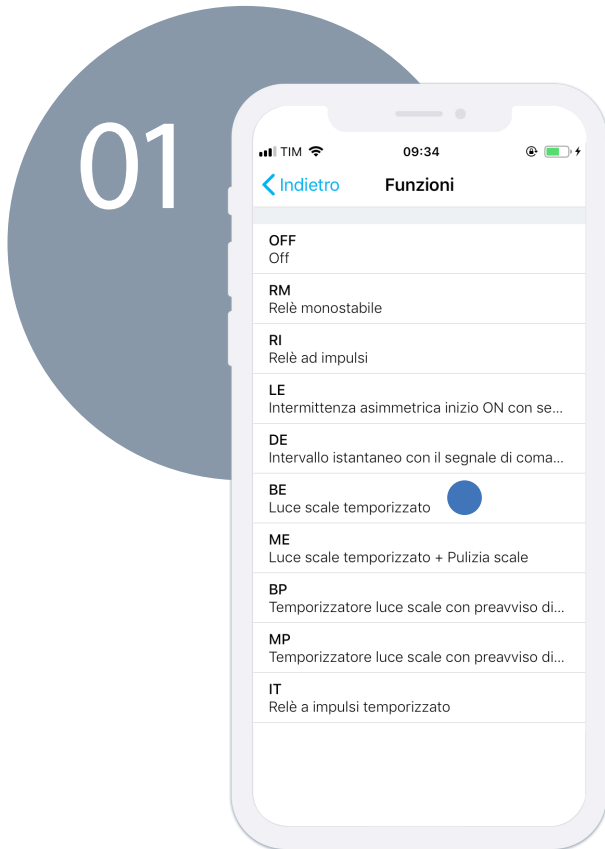 01
TIM 09:34
Indietro Funzioni
OFF
Off
RM
Relè monostabile
RI
Relè ad impulsi
LE
Intermittenza asimmetrica inizio ON con se...
DE
Intervallo istantaneo con il segnale di coma...
BE
Luce scale temporizzato
ME
Luce scale temporizzato + Pulizia scale
BP
Temporizzatore luce scale con preavviso di...
MP
Temporizzatore luce scale con preavviso di...
IT
Relè a impulsi temporizzato